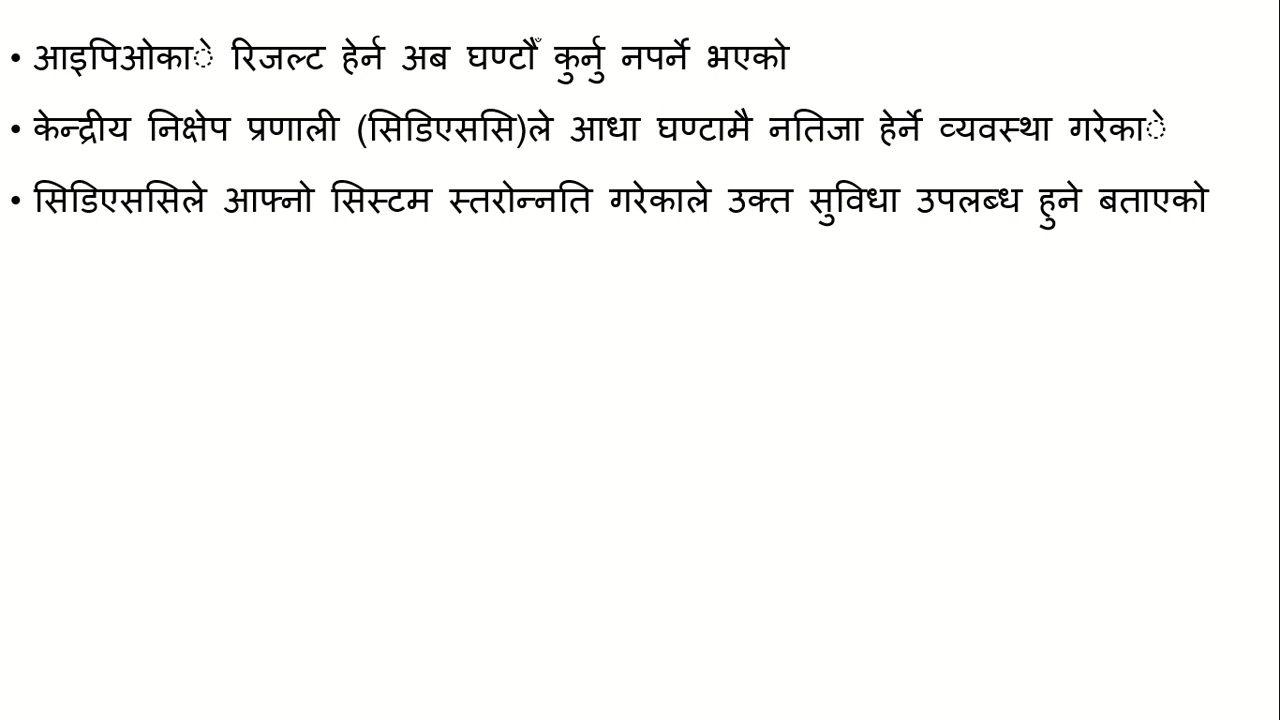 • आइपिओकाे रिजल्ट हेर्न अब घण्टौँ कुर्नु नपर्ने भएको
• केन्द्रीय निक्षेप प्रणाली (सिडिएससि)ले आधा घण्टामै नतिजा हेर्ने व्यवस्था गरेकाे
• सिडिएससिले आफ्नो सिस्टम स्तरोन्नति गरेकाले उक्त सुविधा उपलब्ध हुने बताएको